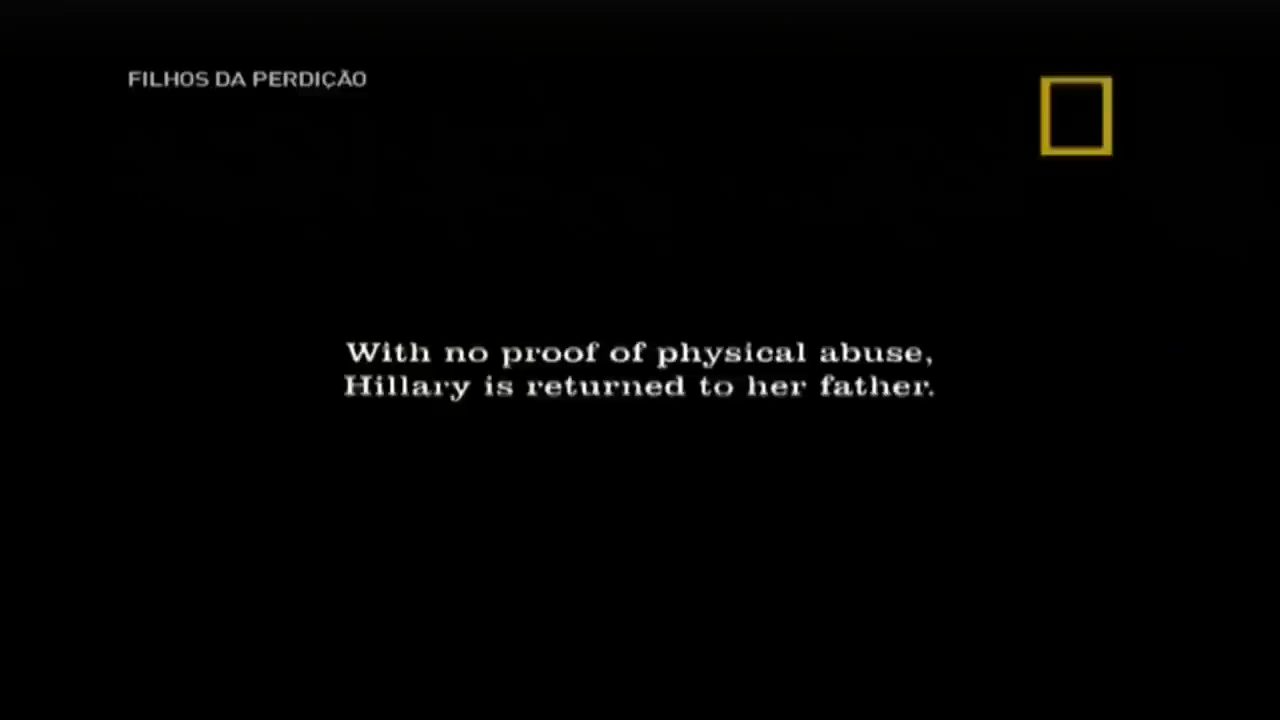 FILHOS DA PERDIÇÃO
With no proof of physical abuse,
Hillary is returned to her father.